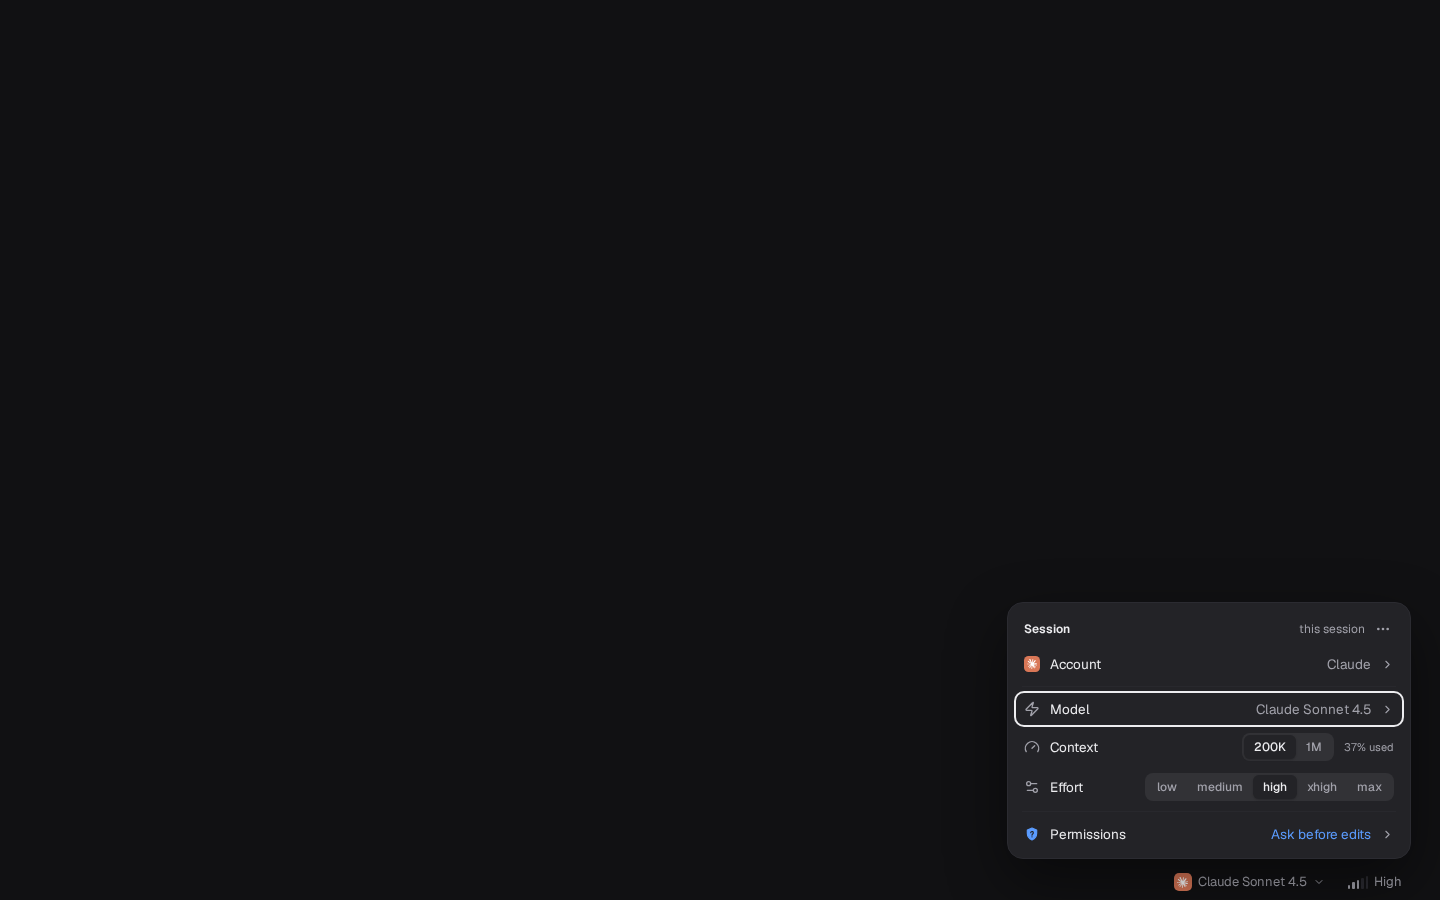 Session this session
Account Claude
Model Claude Sonnet 4.5
Context 200K 1M 37% used
Effort low medium high xhigh max
Permissions Ask before edits
Claude Sonnet 4.5 High